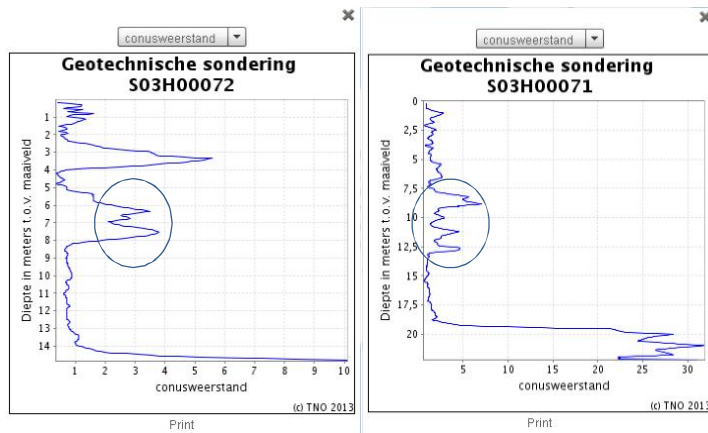 conusweerstand
Geotechnische sondering
S03H00072
Diepte in meters t.o.v. maaiveld
1
2
3
4
5
6
7
8
9
10
11
12
13
14
1 2 3 4 5 6 7 8 9 10
conusweerstand
(c) TNO 2013
Print
conusweerstand
Geotechnische sondering
S03H00071
Diepte in meters t.o.v. maaiveld
0
2,5
5
7,5
10
12,5
15
17,5
20
5 10 15 20 25 30
conusweerstand
(c) TNO 2013
Print